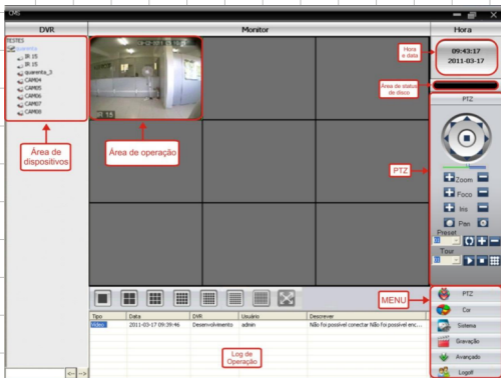 CMS
DVR
Monitor
Hora
TESTES
quarenta
IR 15
IR 15
quarenta_3
CAM04
CAM05
CAM06
CAM07
CAM08
Área de
dispositivos
IR 15
Área de operação
Hora
e data
09:43:17
2011-03-17
Área de status
de disco
PTZ
PTZ
Zoom
Foco
Iris
Pan
Preset
Tour
MENU
PTZ
Cor
Sistema
Gravação
Avançado
Logoff
Tipo Data DVR Usuário Descrever
Video 2011-03-17 09:39:46 Desenvolvimento admin Não foi possível conectar Não foi possível enc...
Log de
Operação